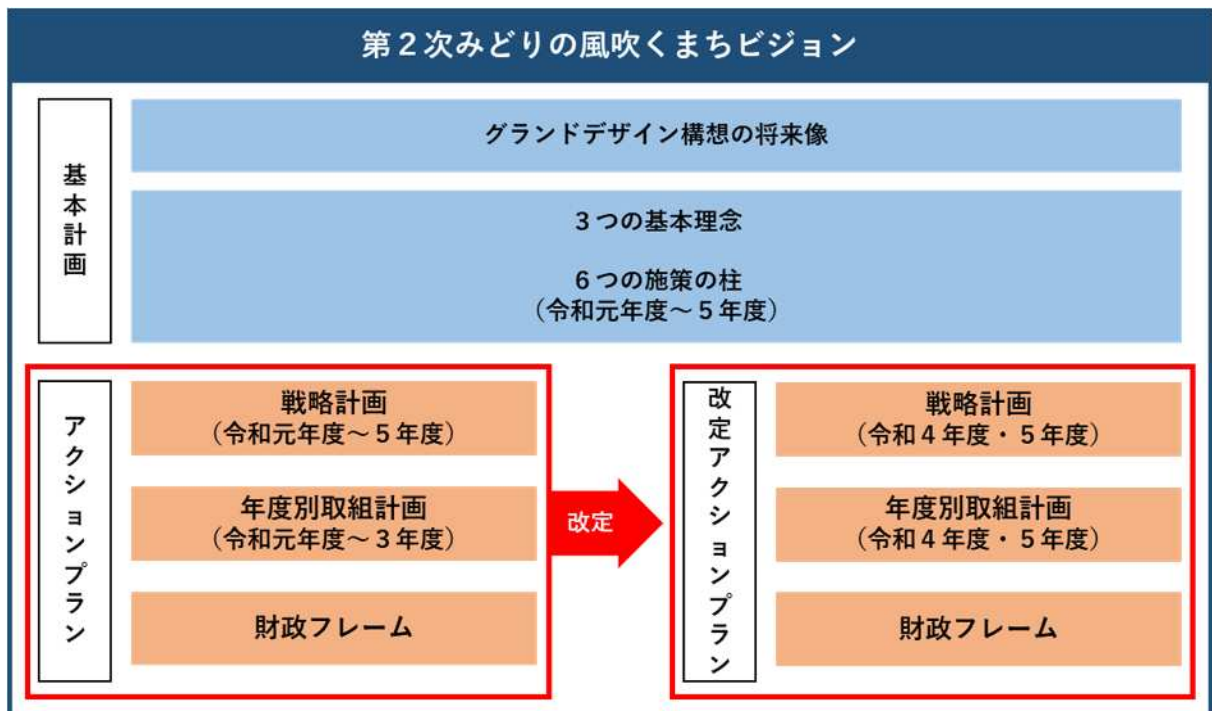 第２次みどりの風吹くまちビジョン
基本計画
グランドデザイン構想の将来像
３つの基本理念
６つの施策の柱
（令和元年度～５年度）
アクションプラン
戦略計画
（令和元年度～５年度）
年度別取組計画
（令和元年度～３年度）
財政フレーム
改定
改定アクションプラン
戦略計画
（令和４年度・５年度）
年度別取組計画
（令和４年度・５年度）
財政フレーム